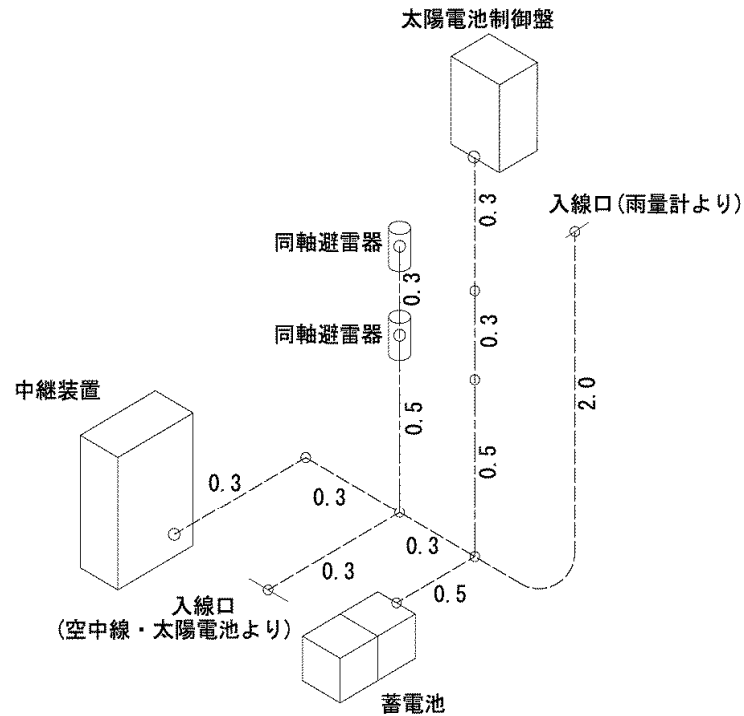 太陽電池制御盤
0.3
入線口(雨量計より)
同軸避雷器
0.3
同軸避雷器
0.3
中継装置
2.0
0.5
0.5
0.3
0.3
0.3
0.3
0.5
入線口
(空中線・太陽電池より)
蓄電池